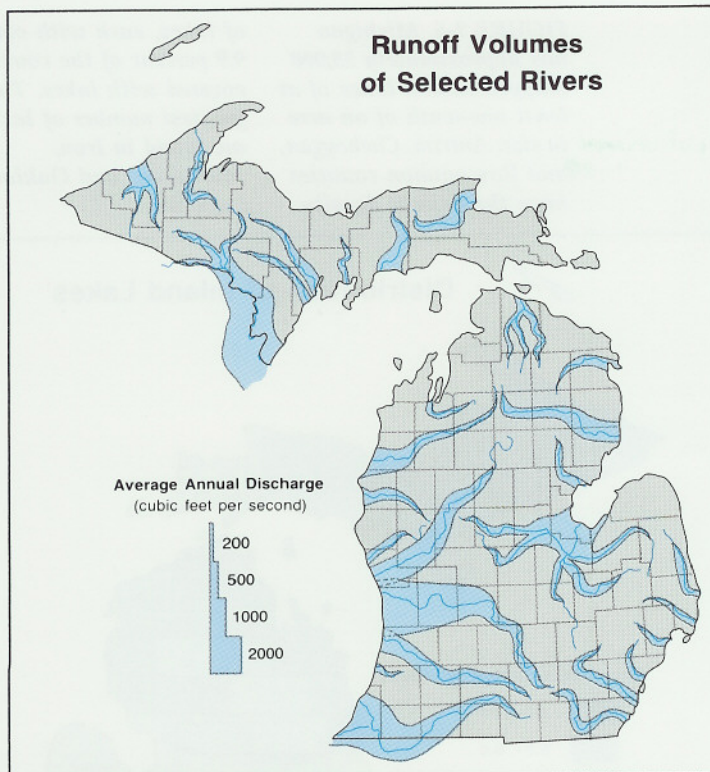 Runoff Volumes
of Selected Rivers
Average Annual Discharge
(cubic feet per second)
200
500
1000
2000